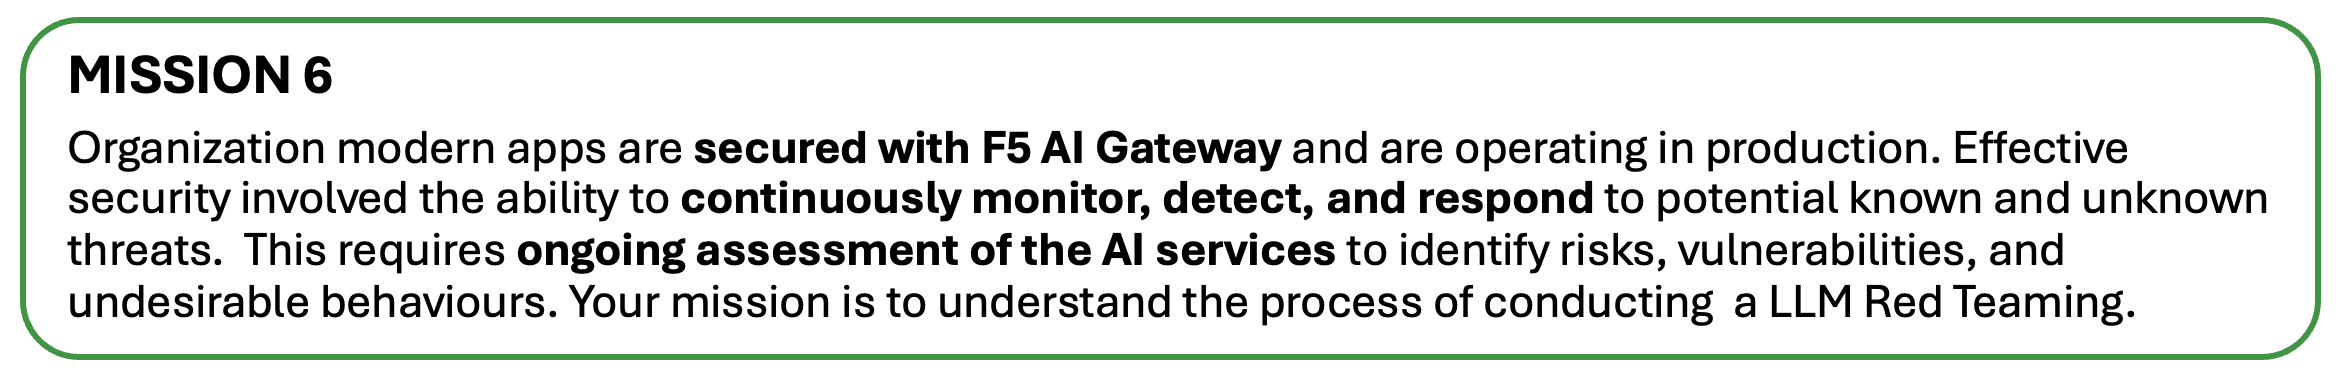 MISSION 6
Organization modern apps are secured with F5 AI Gateway and are operating in production. Effective
security involved the ability to continuously monitor, detect, and respond to potential known and unknown
threats.  This requires ongoing assessment of the AI services to identify risks, vulnerabilities, and
undesirable behaviours. Your mission is to understand the process of conducting  a LLM Red Teaming.